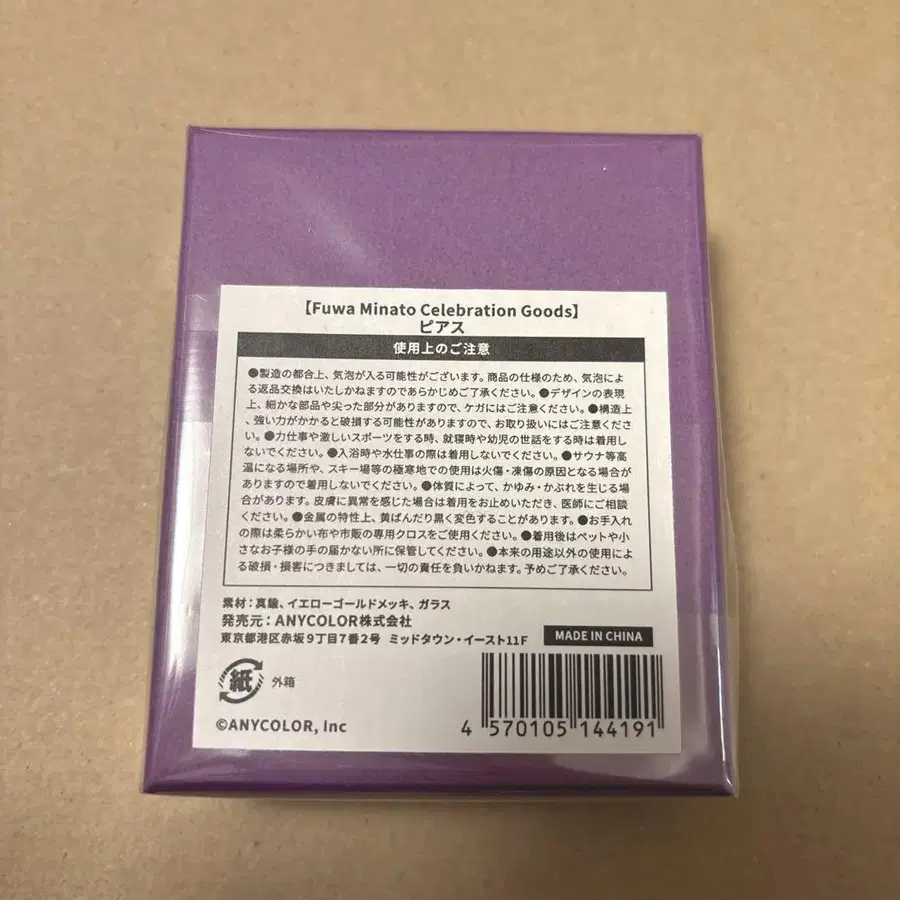 【Fuwa Minato Celebration Goods】
ピアス
使用上のご注意
●製造の都合上、気泡が入る可能性がございます。商品の仕様のため、気泡によ
る返品交換はいたしかねますのであらかじめご了承ください。●デザインの表現
上、細かな部品や尖った部分がありますので、ケガにはご注意ください。●構造上
、強い力がかかると破損する可能性がありますので、お取り扱いにはご注意くださ
い。●力仕事や激しいスポーツをする時、就寝時や幼児の世話をする時は着用し
ないでください。●入浴時や水仕事の際は着用しないでください。●サウナ等高
温になる場所や、スキー場等の極寒地での使用は火傷・凍傷の原因となる場合が
ありますので着用しないでください。●体質によって、かゆみ・かぶれを生じる場
合があります。皮膚に異常を感じた場合は着用をお止めいただき、医師にご相談
ください。●金属の特性上、黄ばんだり黒く変色することがあります。●お手入れ
の際は柔らかい布や市販の専用クロスをご使用ください。●着用後はペットや小
さなお子様の手の届かない所に保管してください。●本来の用途以外の使用によ
る破損・損害につきましては、一切の責任を負いかねます。予めご了承ください。
素材：真鍮、イエローゴールドメッキ、ガラス
発売元：ANYCOLOR株式会社
東京都港区赤坂９丁目７番２号 ミッドタウン・イースト11F
MADE IN CHINA
紙 外箱
©ANYCOLOR, Inc
4 570105 144191